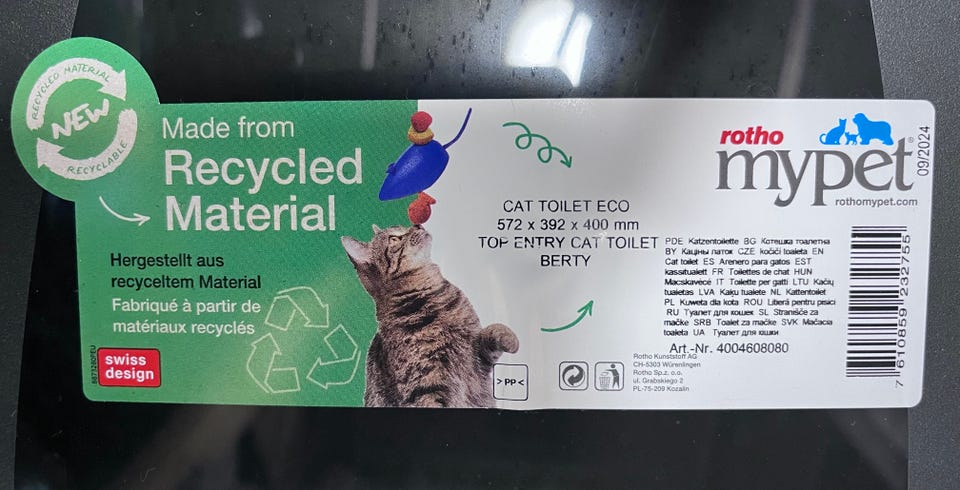 RECYCLED MATERIAL
NEW
RECYCLABLE
Made from
Recycled
Material
Hergestellt aus
recyceltem Material
Fabriqué à partir de
matériaux recyclés
swiss
design
CAT TOILET ECO
572 x 392 x 400 mm
TOP ENTRY CAT TOILET
BERTY
>PP<
rotho
mypet
rothomypet.com
09/2024
PDE Katzentoilette BG Котешка тоалетна
BY Кацiны латок CZE kočičí toaleta EN
Cat toilet ES Arenero para gatos EST
kassitualett FR Toilettes de chat HUN
Macskavécé IT Toilette per gatti LTU Kačių
tualetas LVA Kaķu tualete NL Kattentoilet
PL Kuweta dla kota ROU Literă pentru pisici
RU Туалет для кошек SL Stranišče za
mačke SRB Toalet za mačke SVK Mačacia
toaleta UA Туалет для кішки
Art.-Nr. 4004608080
Rotho Kunststoff AG
CH-5303 Würenlingen
Rotho Sp.z. o.o.
ul. Grabskiego 2
PL-75-209 Kozalin
7 610859 232755